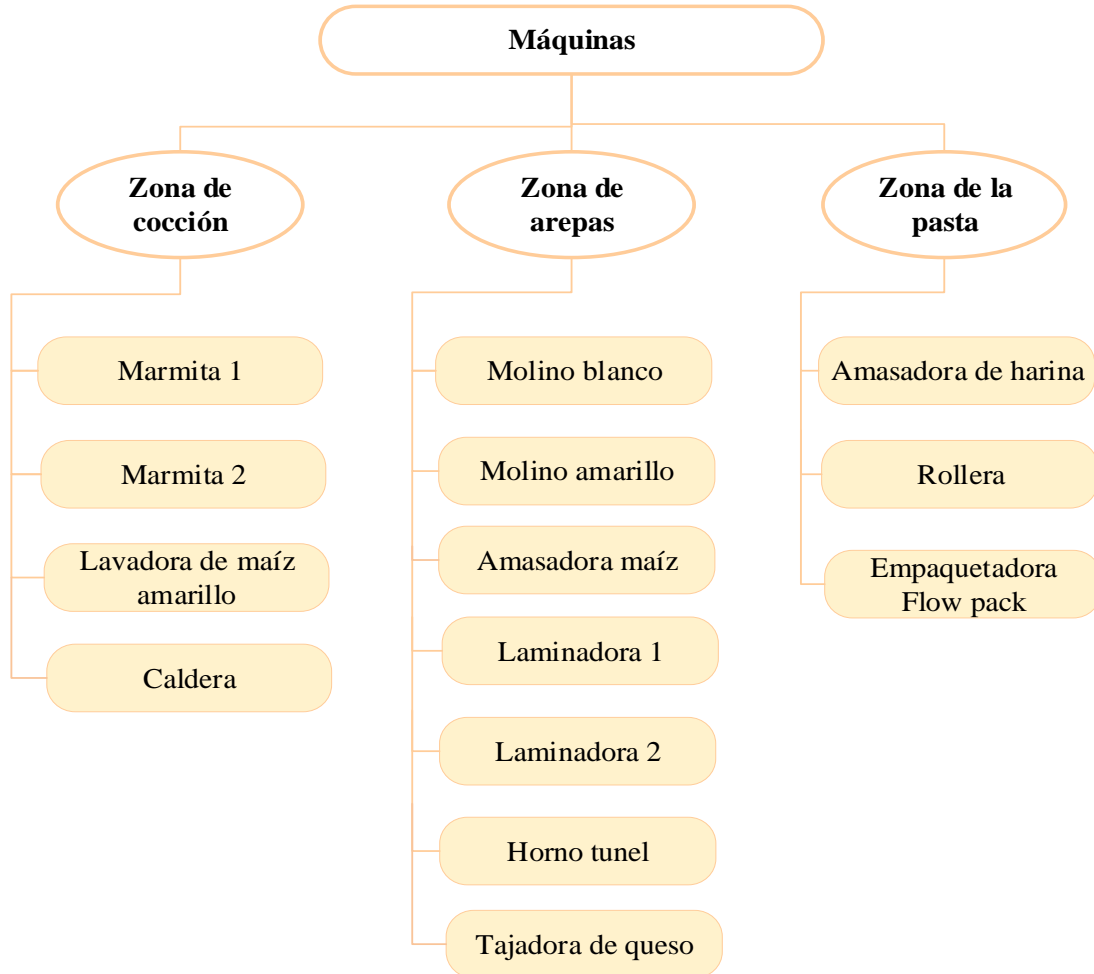 Máquinas
Zona de
cocción
Marmita 1
Marmita 2
Lavadora de maíz
amarillo
Caldera
Zona de
arepas
Molino blanco
Molino amarillo
Amasadora maíz
Laminadora 1
Laminadora 2
Horno tunel
Tajadora de queso
Zona de la
pasta
Amasadora de harina
Rollera
Empaquetadora
Flow pack